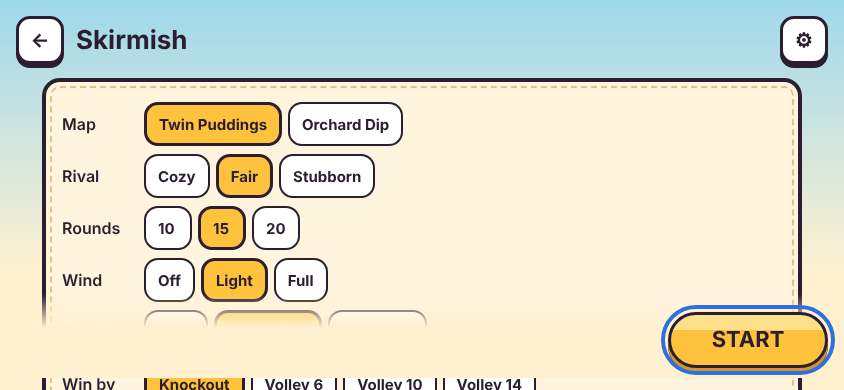 ← Skirmish ⚙
Map Twin Puddings Orchard Dip
Rival Cozy Fair Stubborn
Rounds 10 15 20
Wind Off Light Full
START
Win by Knockout Volley 6 Volley 10 Volley 14